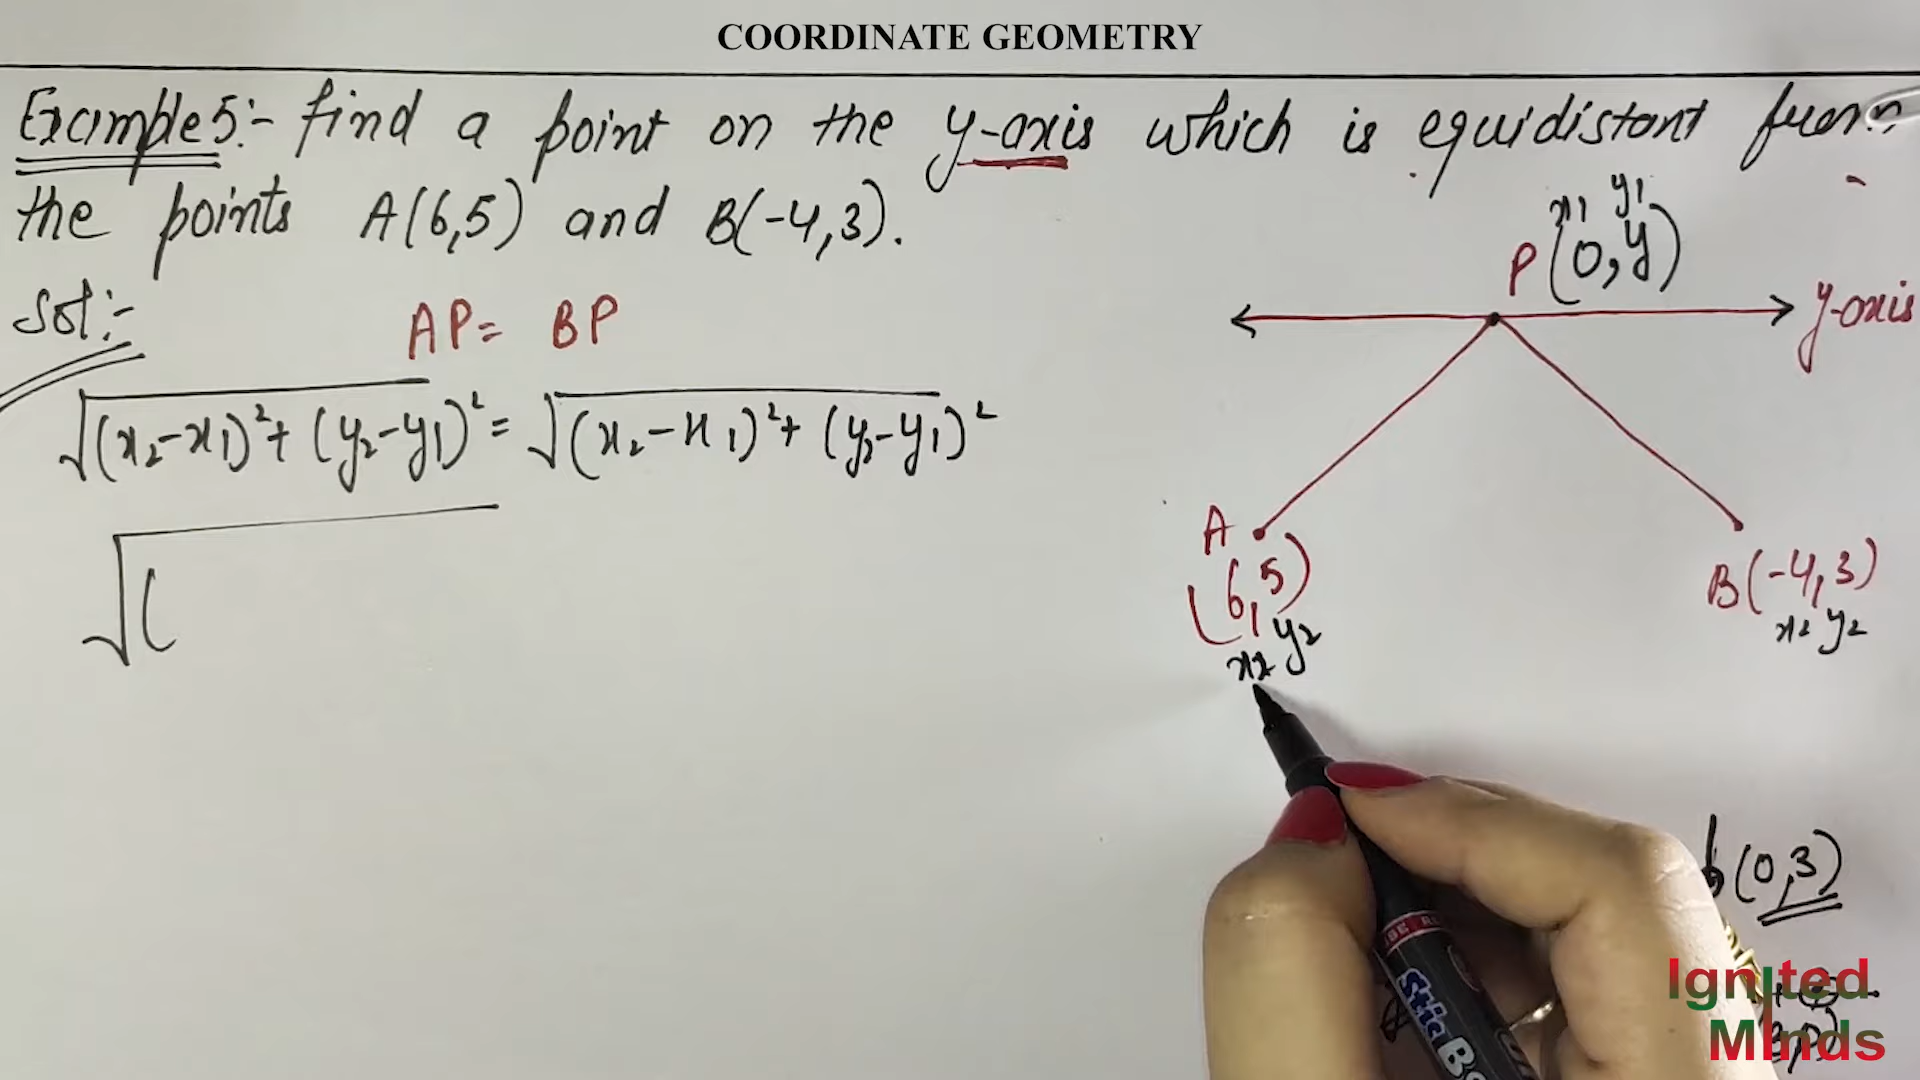 COORDINATE GEOMETRY
Example 5:- find a point on the y-axis which is equidistant from
the points A(6,5) and B(-4,3).
x1 y1
P(0,y)
Sol:-
AP = BP
y-axis
√(x2-x1)²+(y2-y1)² = √(x2-x1)²+(y2-y1)²
√(
A
(6,5)
x2 y2
B(-4,3)
x2 y2
(0,3)
Ignited
Minds